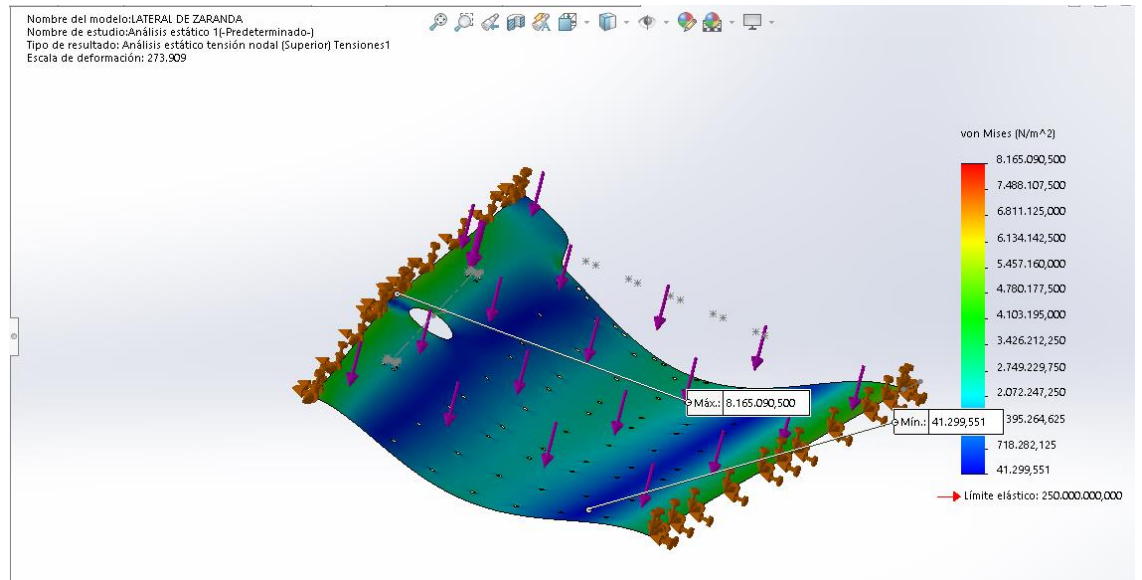 Nombre del modelo:LATERAL DE ZARANDA
Nombre de estudio:Análisis estático 1(-Predeterminado-)
Tipo de resultado: Análisis estático tensión nodal (Superior) Tensiones1
Escala de deformación: 273.909
von Mises (N/m^2)
8.165.090,500
7.488.107,500
6.811.125,000
6.134.142,500
5.457.160,000
4.780.177,500
4.103.195,000
3.426.212,250
2.749.229,750
2.072.247,250
395.264,625
718.282,125
41.299,551
Máx.: 8.165.090,500
Mín.: 41.299,551
Límite elástico: 250.000.000,000